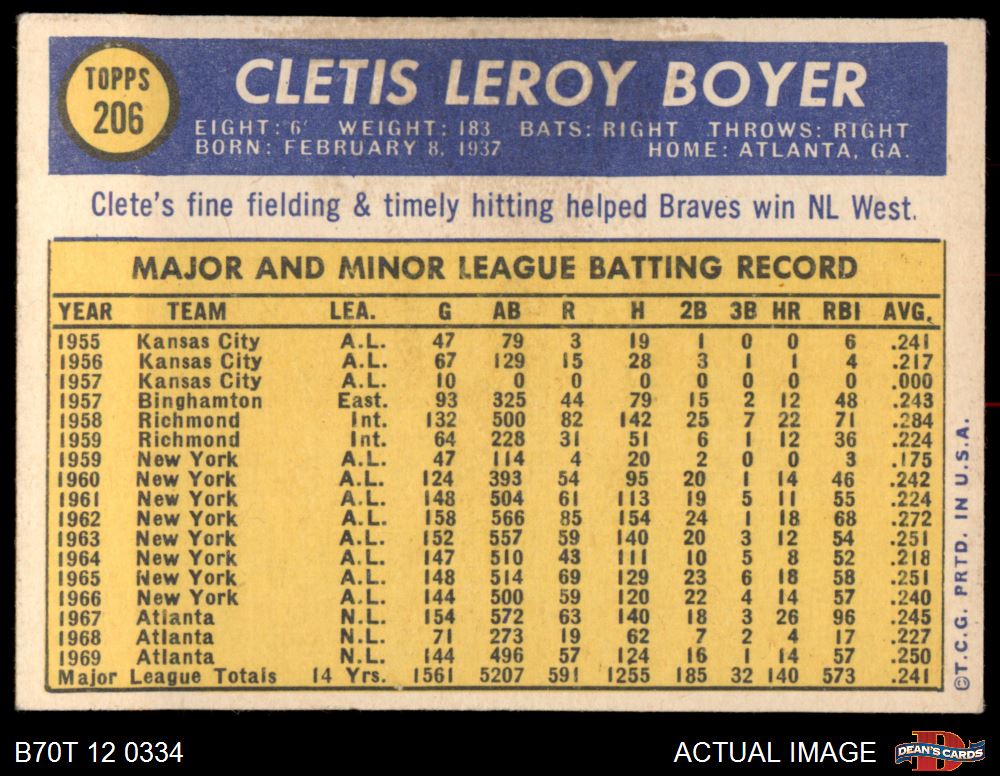 TOPPS
206
CLETIS LEROY BOYER
EIGHT: 6' WEIGHT: 183 BATS: RIGHT THROWS: RIGHT
BORN: FEBRUARY 8, 1937 HOME: ATLANTA, GA.
Clete's fine fielding & timely hitting helped Braves win NL West.
MAJOR AND MINOR LEAGUE BATTING RECORD
YEAR TEAM LEA. G AB R H 2B 3B HR RBI AVG.
1955 Kansas City A.L. 47 79 3 19 1 0 0 6 .241
1956 Kansas City A.L. 67 129 15 28 3 1 1 4 .217
1957 Kansas City A.L. 10 0 0 0 0 0 0 0 .000
1957 Binghamton East. 93 325 44 79 15 2 12 48 .243
1958 Richmond Int. 132 500 82 142 25 7 22 71 .284
1959 Richmond Int. 64 228 31 51 6 1 12 36 .224
1959 New York A.L. 47 114 4 20 2 0 0 3 .175
1960 New York A.L. 124 393 54 95 20 1 14 46 .242
1961 New York A.L. 148 504 61 113 19 5 11 55 .224
1962 New York A.L. 158 566 85 154 24 1 18 68 .272
1963 New York A.L. 152 557 59 140 20 3 12 54 .251
1964 New York A.L. 147 510 43 111 10 5 8 52 .218
1965 New York A.L. 148 514 69 129 23 6 18 58 .251
1966 New York A.L. 144 500 59 120 22 4 14 57 .240
1967 Atlanta N.L. 154 572 63 140 18 3 26 96 .245
1968 Atlanta N.L. 71 273 19 62 7 2 4 17 .227
1969 Atlanta N.L. 144 496 57 124 16 1 14 57 .250
Major League Totals 14 Yrs. 1561 5207 591 1255 185 32 140 573 .241
©T.C.G. PRTD. IN U.S.A.
B70T 12 0334 ACTUAL IMAGE DEAN'S CARDS